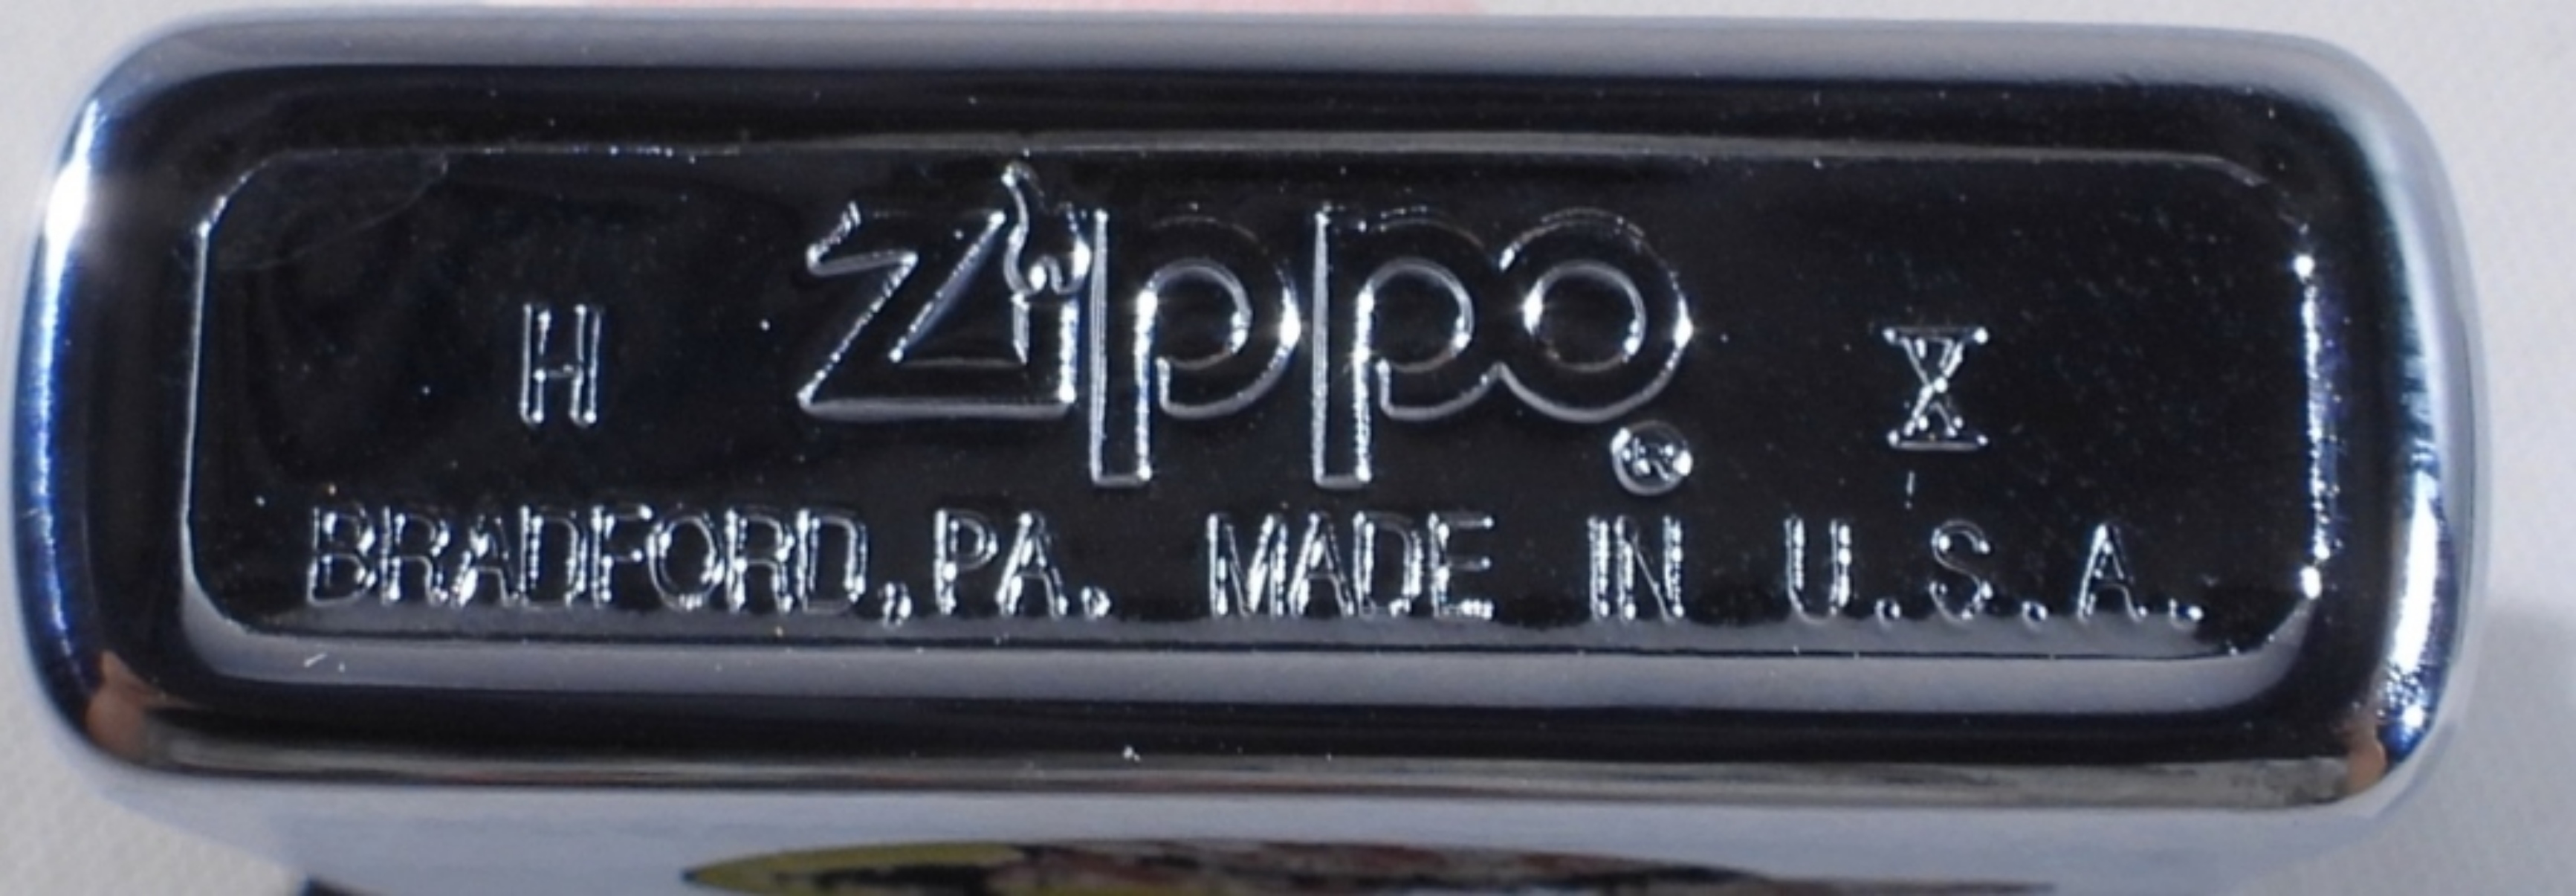 H Zippo ® X
BRADFORD, PA. MADE IN U.S.A.